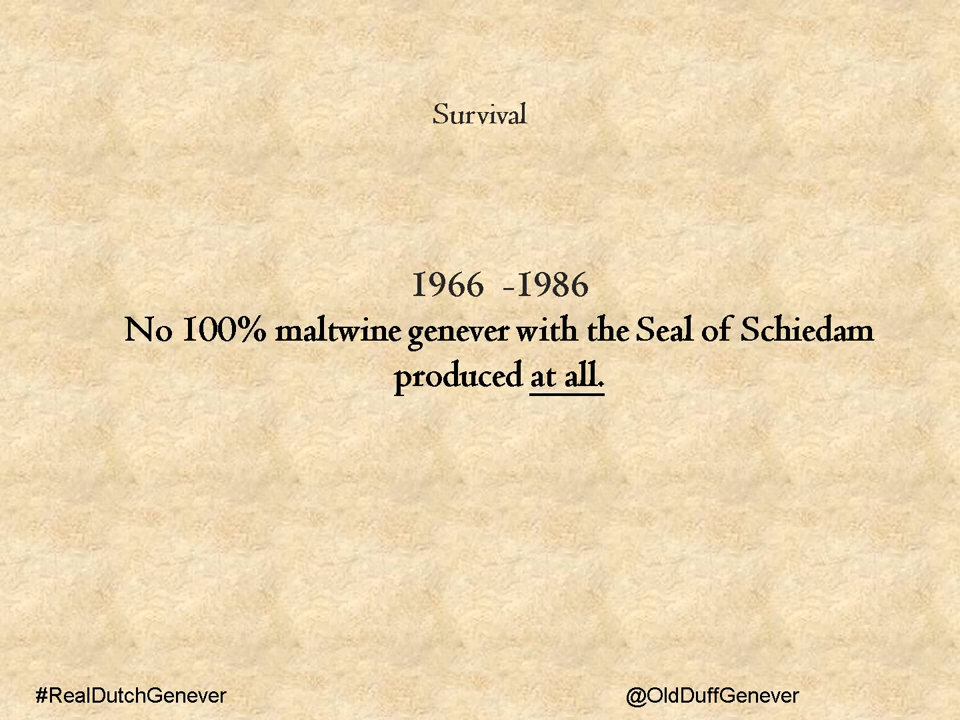 Survival
1966 -1986
No 100% maltwine genever with the Seal of Schiedam
produced at all.
#RealDutchGenever
@OldDuffGenever